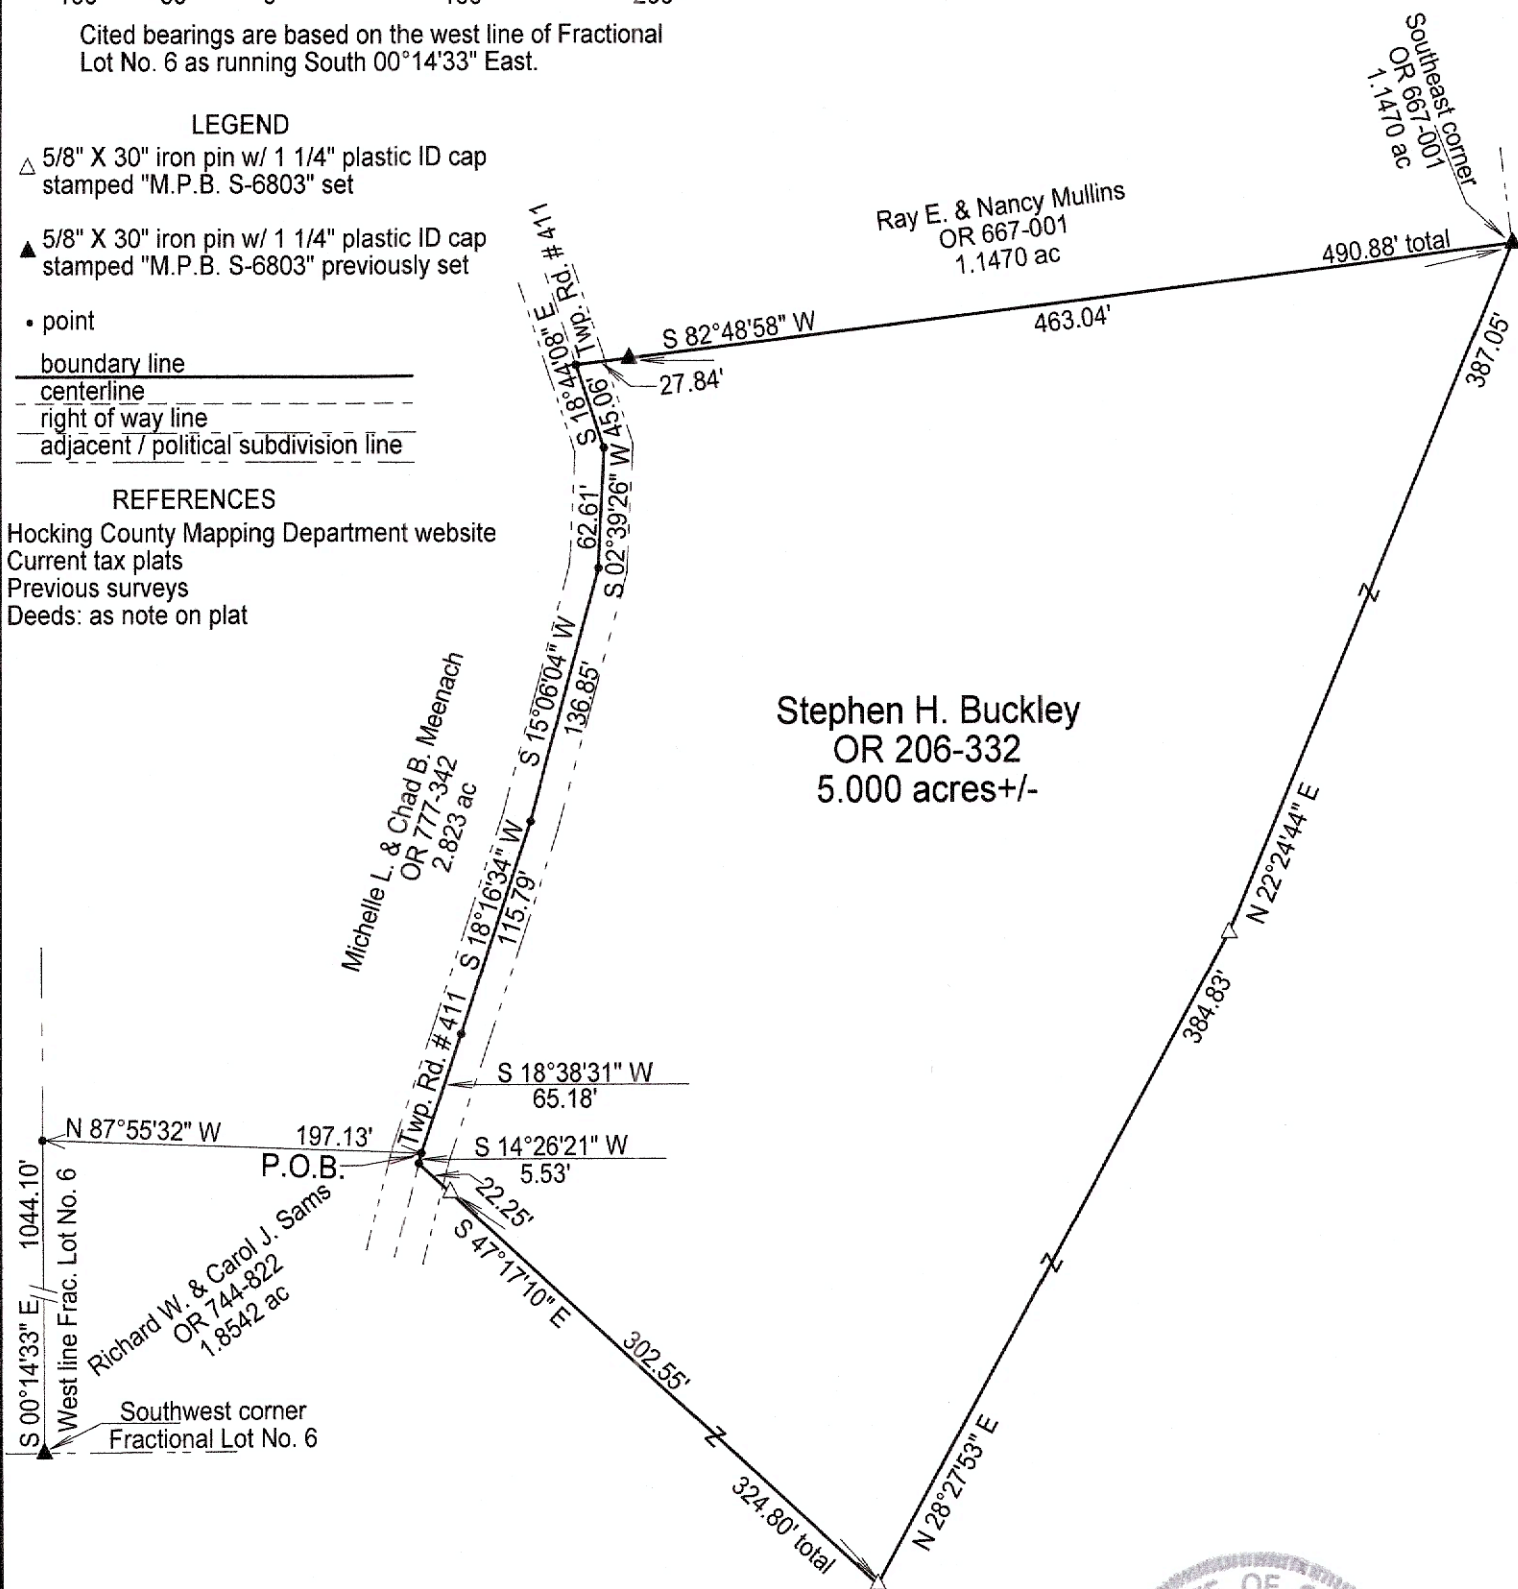 Cited bearings are based on the west line of Fractional
Lot No. 6 as running South 00°14'33" East.
LEGEND
5/8" X 30" iron pin w/ 1 1/4" plastic ID cap
stamped "M.P.B. S-6803" set
5/8" X 30" iron pin w/ 1 1/4" plastic ID cap
stamped "M.P.B. S-6803" previously set
point
boundary line
centerline
right of way line
adjacent / political subdivision line
REFERENCES
Hocking County Mapping Department website
Current tax plats
Previous surveys
Deeds: as note on plat
Southeast corner
OR 667-001
1.1470 ac
Ray E. & Nancy Mullins
OR 667-001
1.1470 ac
490.88' total
S 82°48'58" W
463.04'
27.84'
Twp. Rd. # 411
S 18°44'08" E
45.06'
62.61'
S 02°39'26" W
S 15°06'04" W
136.85'
387.05'
N 22°24'44" E
Stephen H. Buckley
OR 206-332
5.000 acres+/-
Michelle L. & Chad B. Meenach
OR 777-342
2.823 ac
S 18°16'34" W
115.79'
Twp. Rd. # 411
384.83'
N 28°27'53" E
S 18°38'31" W
65.18'
N 87°55'32" W
197.13'
P.O.B.
S 14°26'21" W
5.53'
22.25'
S 47°17'10" E
302.55'
324.80' total
S 00°14'33" E
1044.10'
West line Frac. Lot No. 6
Richard W. & Carol J. Sams
OR 744-822
1.8542 ac
Southwest corner
Fractional Lot No. 6
OF